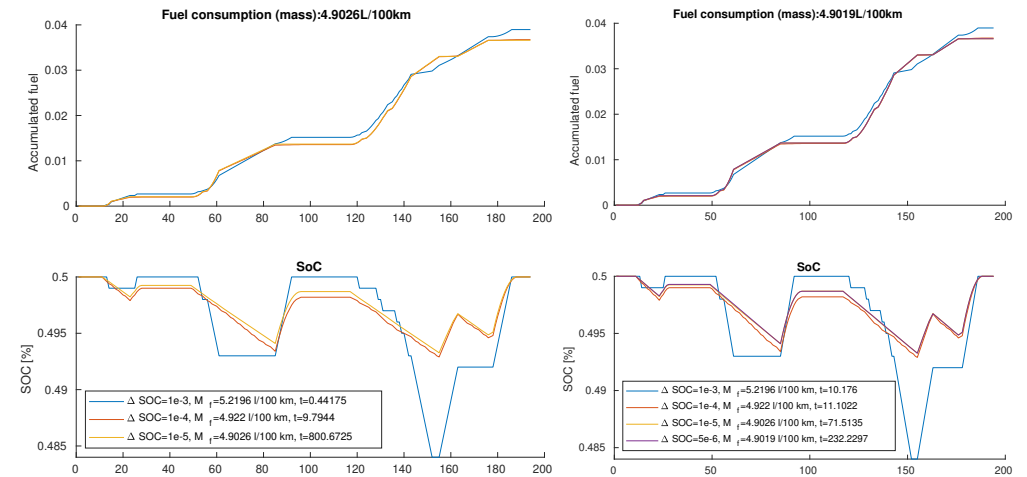 Fuel consumption (mass):4.9026L/100km
0.04
0.03
0.02
0.01
0
Accumulated fuel
0 20 40 60 80 100 120 140 160 180 200
SoC
0.5
0.495
0.49
0.485
SOC [%]
Δ SOC=1e-3, M f=5.2196 l/100 km, t=0.44175
Δ SOC=1e-4, M f=4.922 l/100 km, t=9.7944
Δ SOC=1e-5, M f=4.9026 l/100 km, t=800.6725
0 20 40 60 80 100 120 140 160 180 200
Fuel consumption (mass):4.9019L/100km
0.04
0.03
0.02
0.01
0
Accumulated fuel
0 50 100 150 200
SoC
0.5
0.495
0.49
0.485
SOC [%]
Δ SOC=1e-3, M f=5.2196 l/100 km, t=10.176
Δ SOC=1e-4, M f=4.922 l/100 km, t=11.1022
Δ SOC=1e-5, M f=4.9026 l/100 km, t=71.5135
Δ SOC=5e-6, M f=4.9019 l/100 km, t=232.2297
0 50 100 150 200